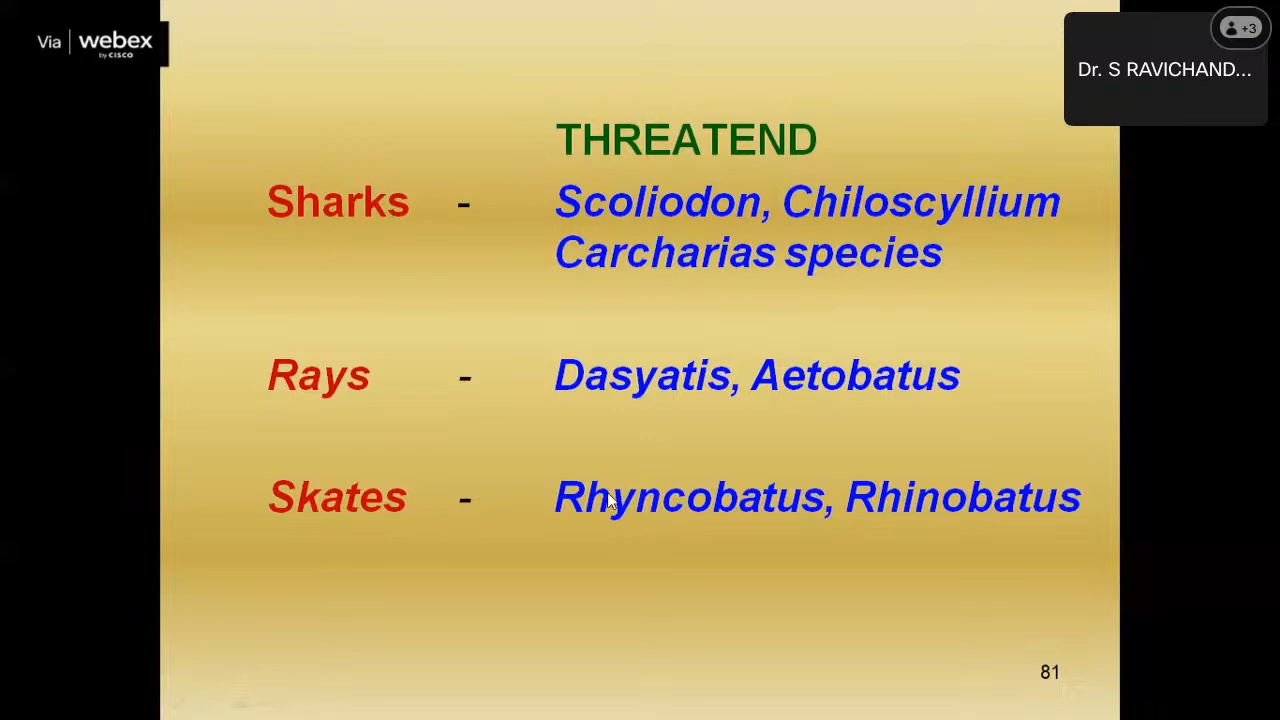 Via webex
by CISCO
+3
Dr. S RAVICHAND...
THREATEND
Sharks - Scoliodon, Chiloscyllium
Carcharias species
Rays - Dasyatis, Aetobatus
Skates - Rhyncobatus, Rhinobatus
81